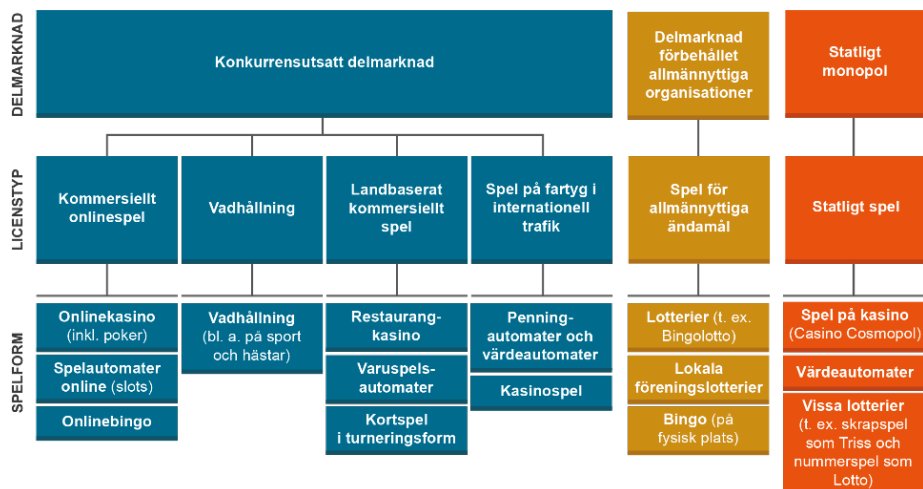 DELMARKNAD
Konkurrensutsatt delmarknad
Delmarknad
förbehållet
allmännyttiga
organisationer
Statligt
monopol
LICENSTYP
Kommersiellt
onlinespel
Vadhållning
Landbaserat
kommersiellt
spel
Spel på fartyg i
internationell
trafik
Spel för
allmännyttiga
ändamål
Statligt spel
SPELFORM
Onlinekasino
(inkl. poker)
Spelautomater
online (slots)
Onlinebingo
Vadhållning
(bl. a. på sport
och hästar)
Restaurang-
kasino
Varuspels-
automater
Kortspel
i turneringsform
Penning-
automater och
värdeautomater
Kasinospel
Lotterier (t. ex.
Bingolotto)
Lokala
föreningslotterier
Bingo (på
fysisk plats)
Spel på kasino
(Casino Cosmopol)
Värdeautomater
Vissa lotterier
(t. ex. skrapspel
som Triss och
nummerspel som
Lotto)